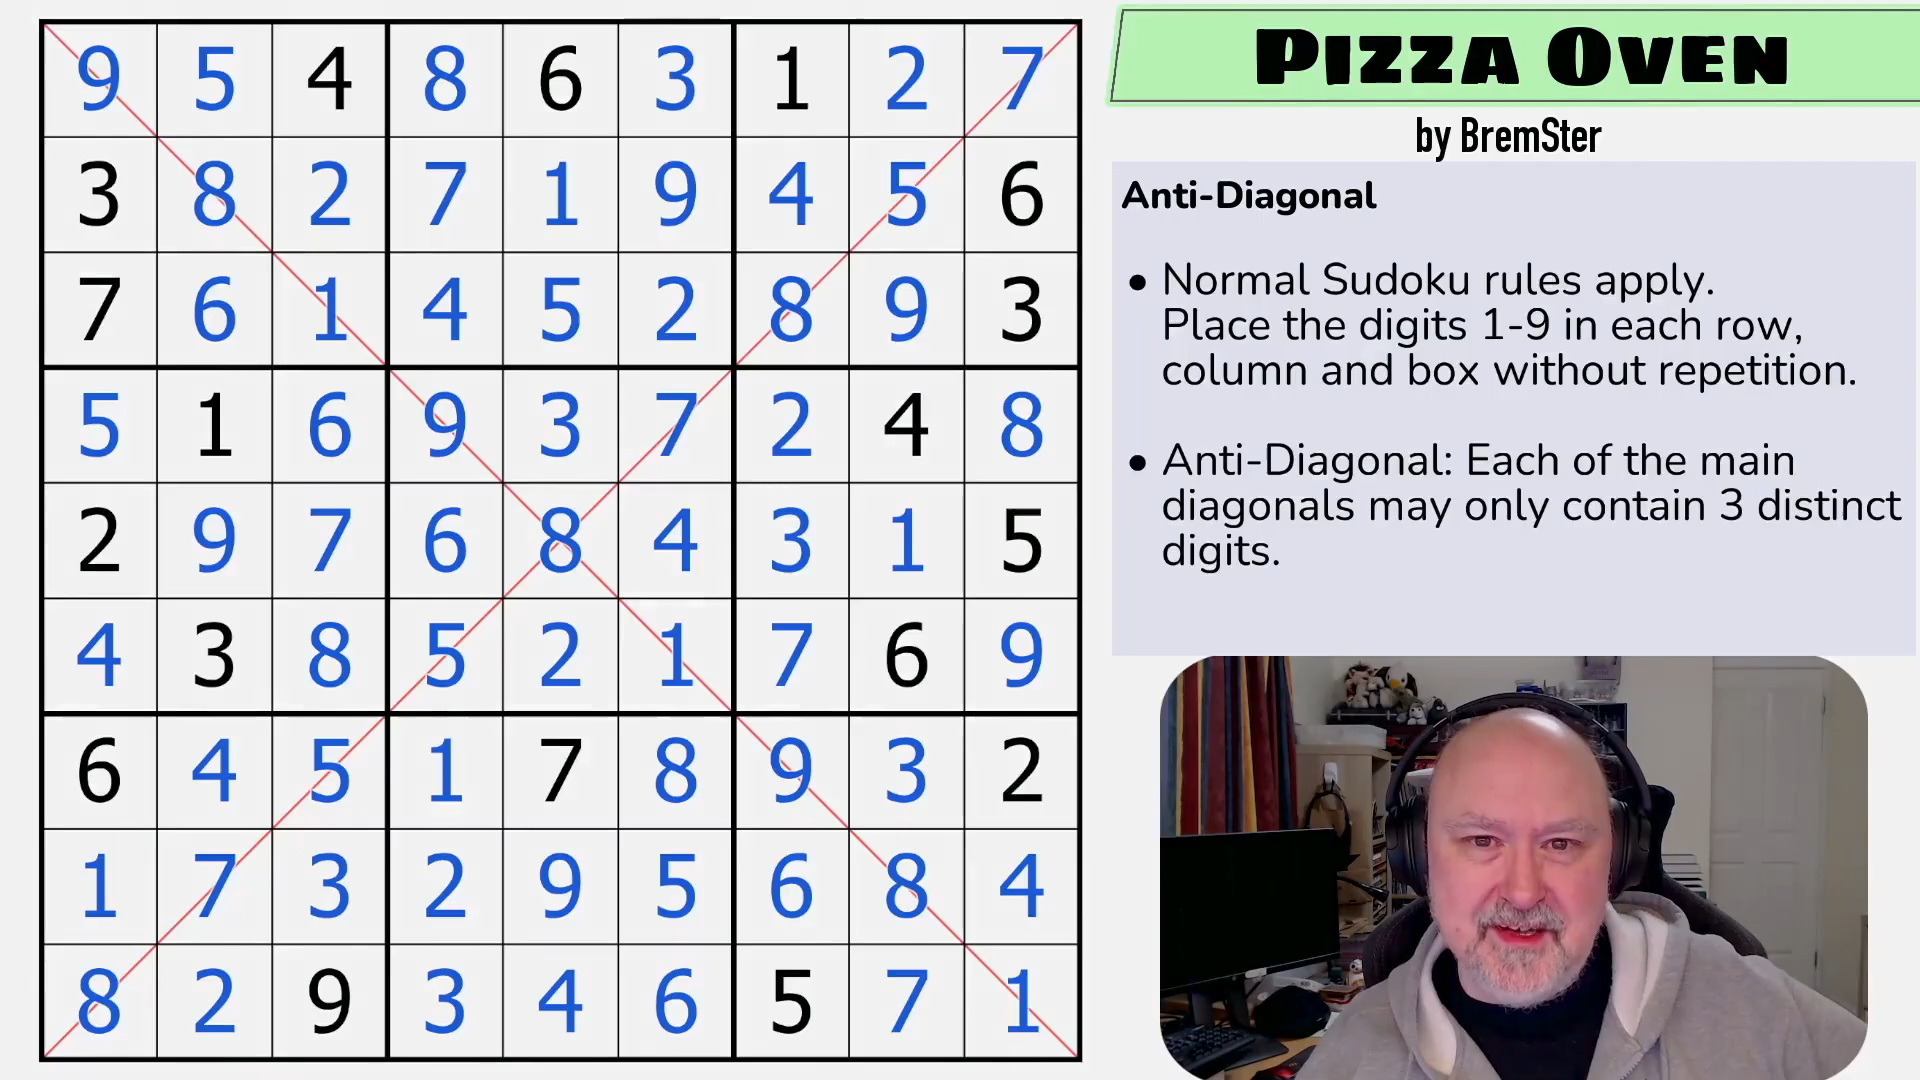 9 5 4 8 6 3 1 2 7
3 8 2 7 1 9 4 5 6
7 6 1 4 5 2 8 9 3
5 1 6 9 3 7 2 4 8
2 9 7 6 8 4 3 1 5
4 3 8 5 2 1 7 6 9
6 4 5 1 7 8 9 3 2
1 7 3 2 9 5 6 8 4
8 2 9 3 4 6 5 7 1
Pizza Oven
by BremSter
Anti-Diagonal
• Normal Sudoku rules apply.
Place the digits 1-9 in each row,
column and box without repetition.
• Anti-Diagonal: Each of the main
diagonals may only contain 3 distinct
digits.